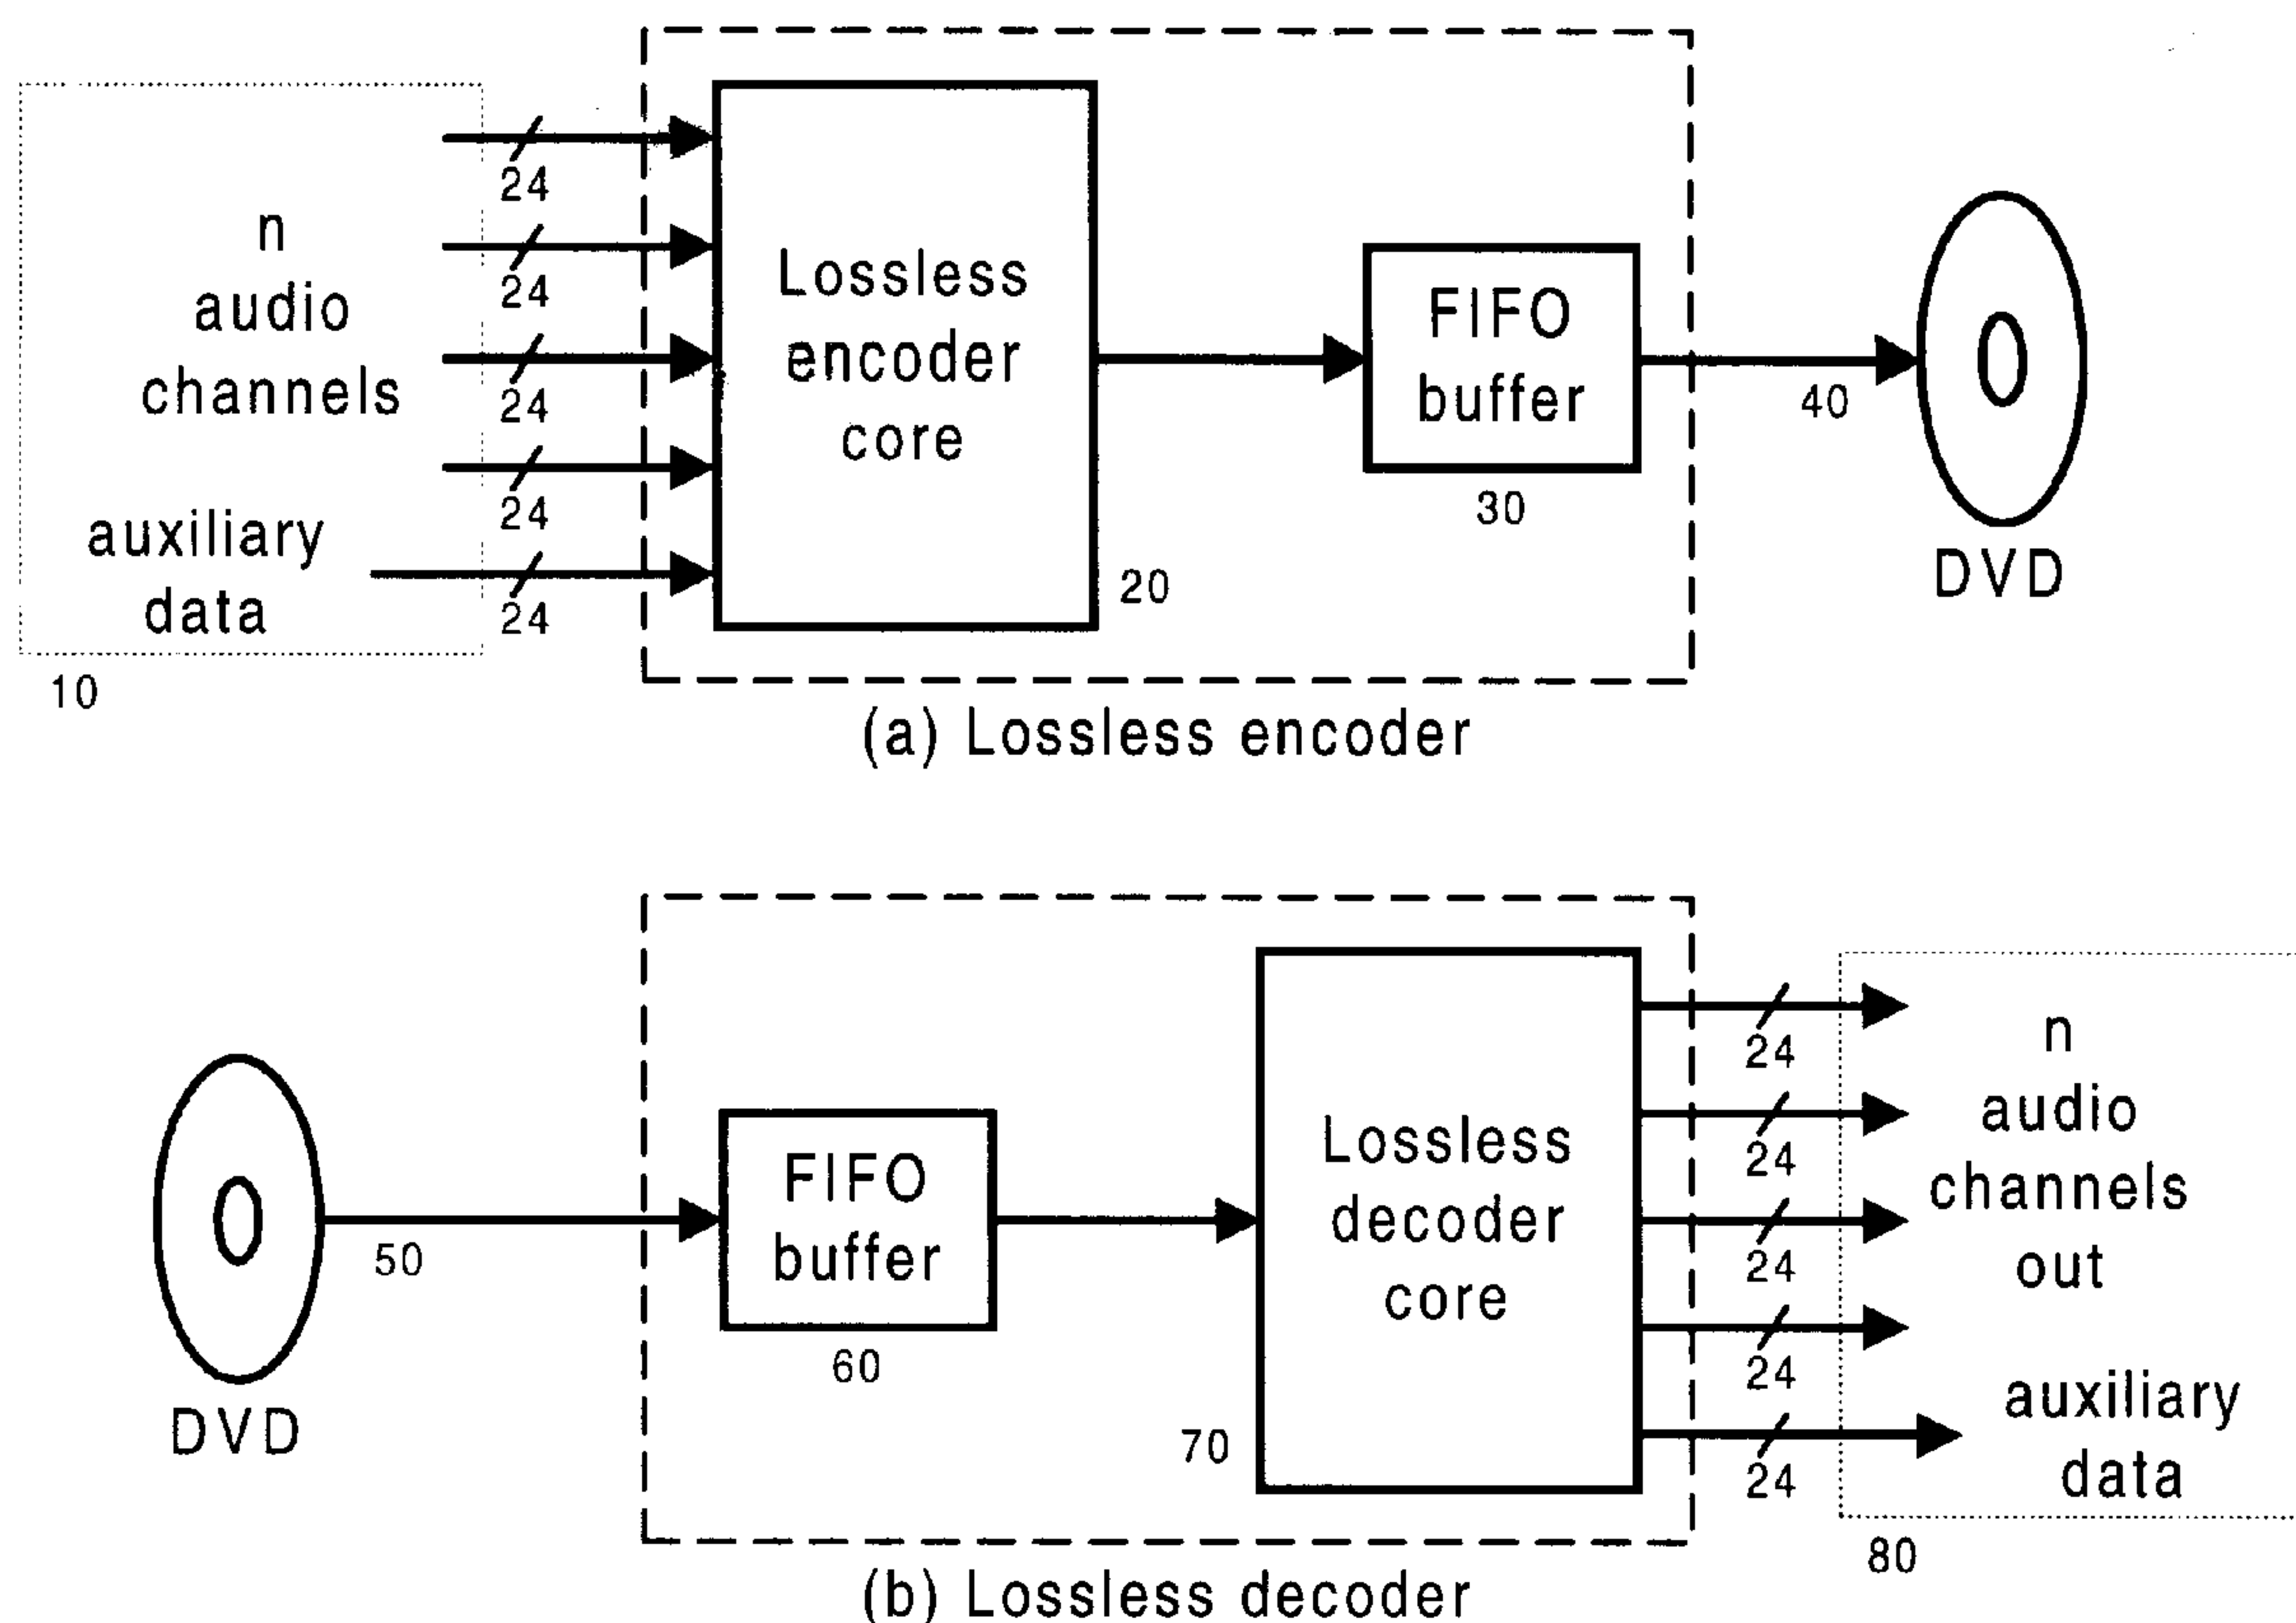 n
audio
channels
auxiliary
data
10
24
24
24
24
24
Lossless
encoder
core
20
FIFO
buffer
30
40
DVD
(a) Lossless encoder
DVD
50
FIFO
buffer
60
Lossless
decoder
core
70
24
24
24
24
24
n
audio
channels
out
auxiliary
data
80
(b) Lossless decoder